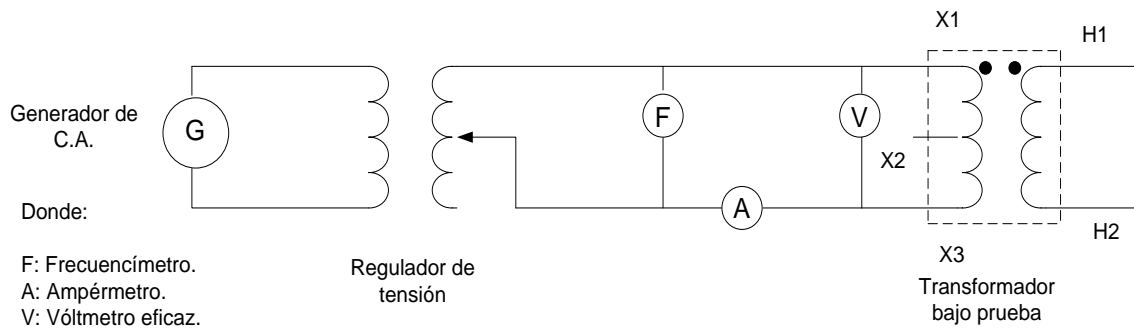 X1
H1
Generador de
C.A.
G
F
V
X2
A
Donde:
H2
F: Frecuencímetro.
A: Ampérmetro.
V: Vóltmetro eficaz.
Regulador de
tensión
X3
Transformador
bajo prueba